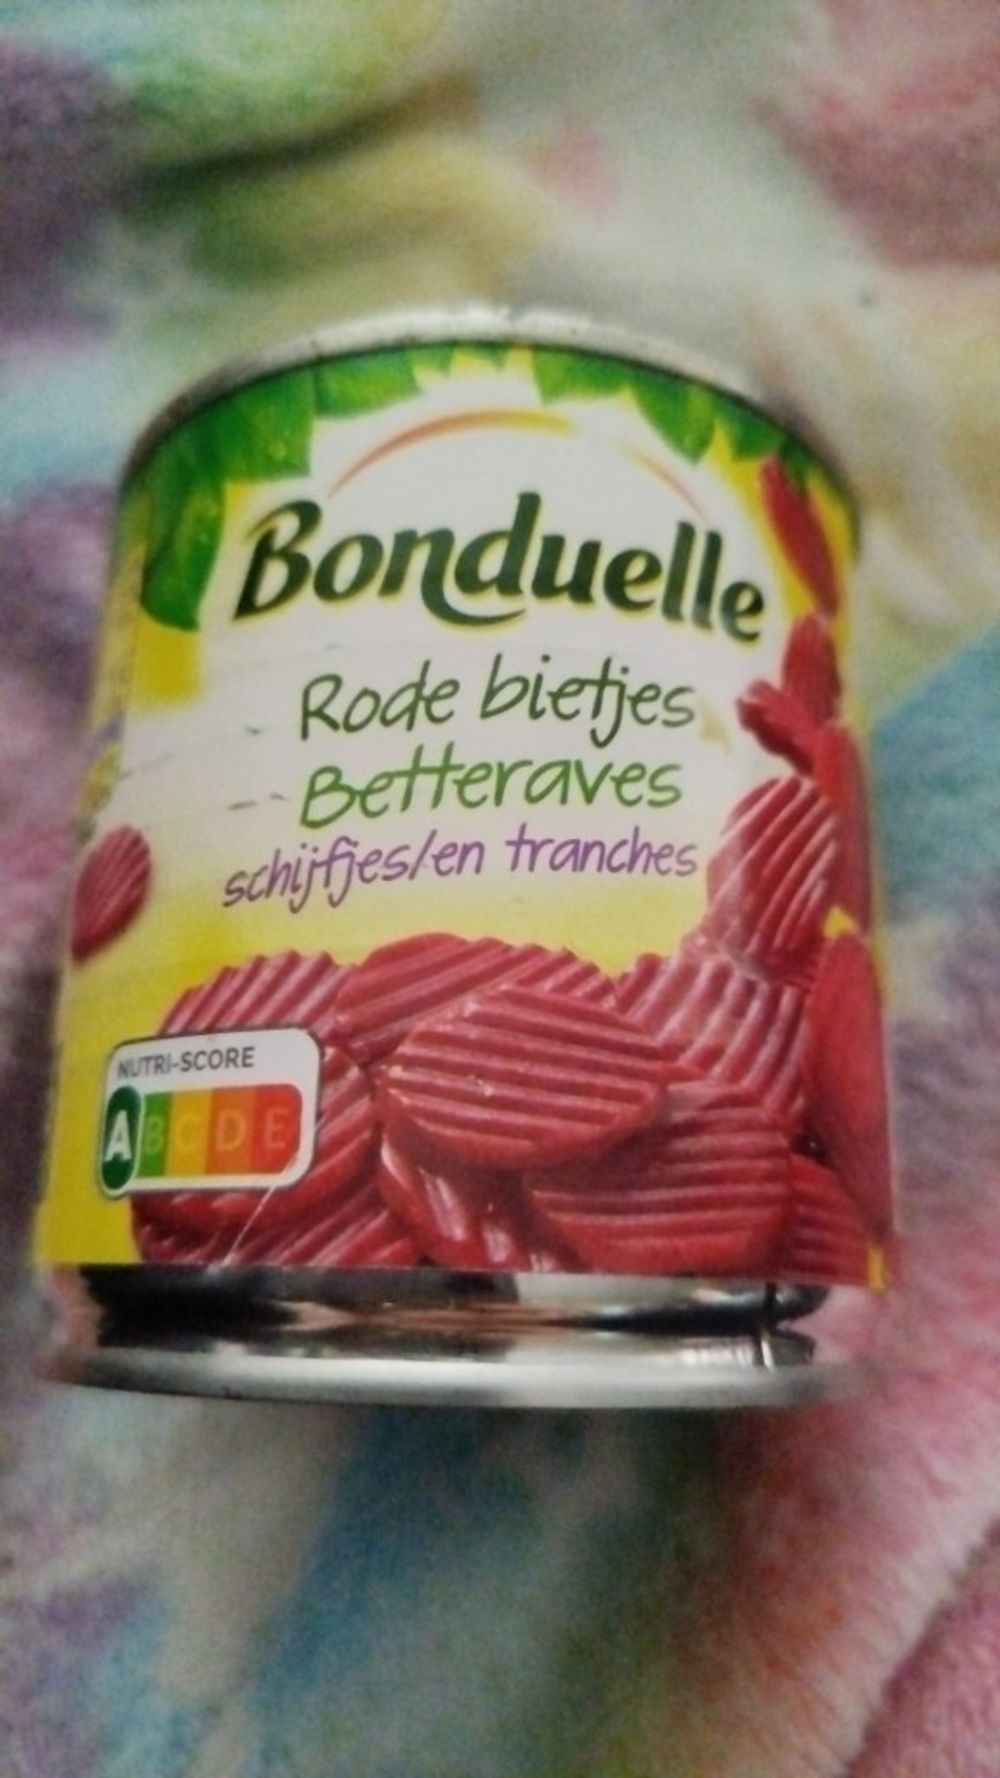 Bonduelle
Rode bietjes
Betteraves
schijfjes/en tranches
NUTRI-SCORE
A B C D E